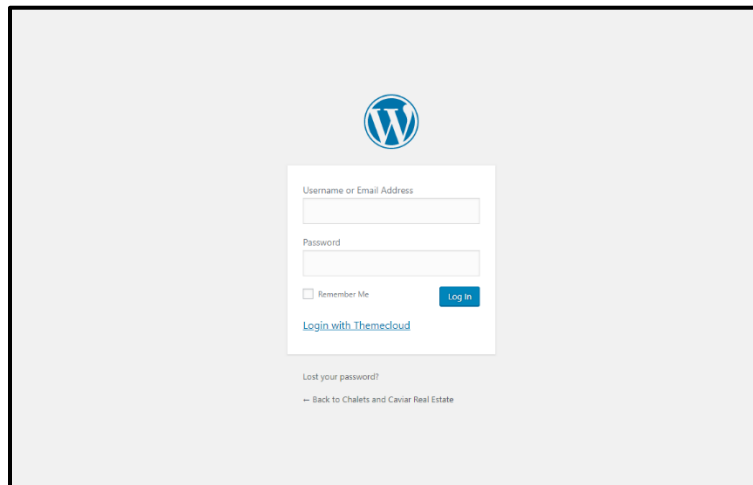 Username or Email Address
Password
Remember Me
Log In
Login with Themecloud
Lost your password?
← Back to Chalets and Caviar Real Estate